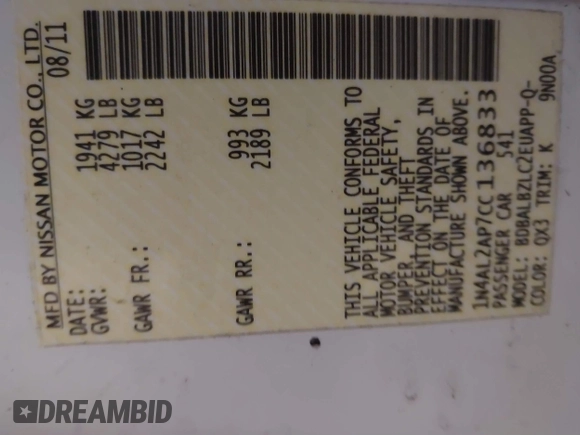 MFD BY NISSAN MOTOR CO., LTD.
DATE: 08/11
GVWR: 1941 KG
4279 LB
GAWR FR.: 1017 KG
2242 LB
GAWR RR.: 993 KG
2189 LB
THIS VEHICLE CONFORMS TO
ALL APPLICABLE FEDERAL
MOTOR VEHICLE SAFETY,
BUMPER, AND THEFT
PREVENTION STANDARDS IN
EFFECT ON THE DATE OF
MANUFACTURE SHOWN ABOVE.
1N4AL2AP7CC136833
PASSENGER CAR 541
MODEL: BDBALBZLC2EUAPP-Q-
COLOR: QX3 TRIM: K 9N00A
DREAMBID